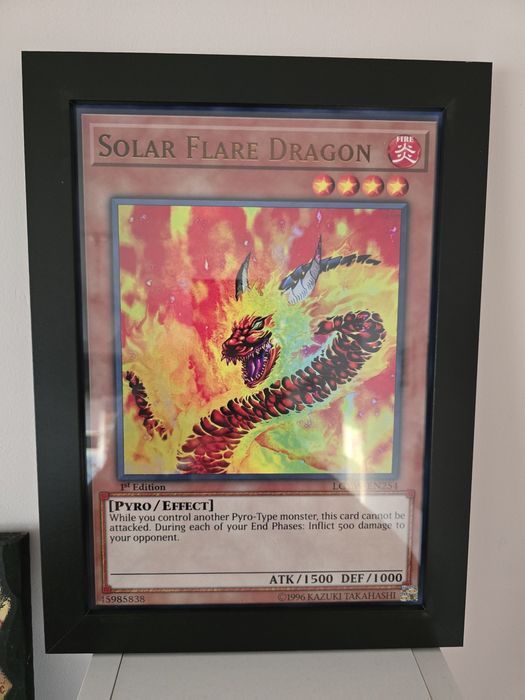 SOLAR FLARE DRAGON
FIRE
炎
1st Edition
[PYRO/EFFECT]
While you control another Pyro-Type monster, this card cannot be
attacked. During each of your End Phases: Inflict 500 damage to
your opponent.
ATK/1500 DEF/1000
15985838
©1996 KAZUKI TAKAHASHI